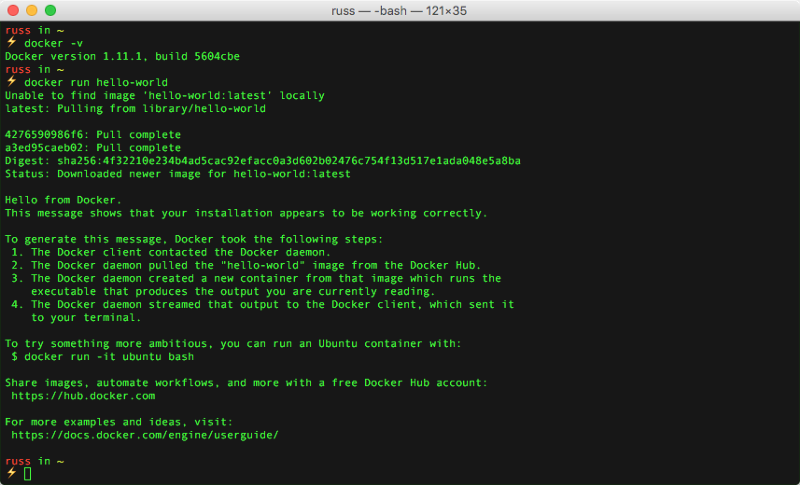 russ — -bash — 121×35
russ in ~
⚡ docker -v
Docker version 1.11.1, build 5604cbe
russ in ~
⚡ docker run hello-world
Unable to find image 'hello-world:latest' locally
latest: Pulling from library/hello-world
4276590986f6: Pull complete
a3ed95caeb02: Pull complete
Digest: sha256:4f32210e234b4ad5cac92efacc0a3d602b02476c754f13d517e1ada048e5a8ba
Status: Downloaded newer image for hello-world:latest
Hello from Docker.
This message shows that your installation appears to be working correctly.
To generate this message, Docker took the following steps:
1. The Docker client contacted the Docker daemon.
2. The Docker daemon pulled the "hello-world" image from the Docker Hub.
3. The Docker daemon created a new container from that image which runs the
executable that produces the output you are currently reading.
4. The Docker daemon streamed that output to the Docker client, which sent it
to your terminal.
To try something more ambitious, you can run an Ubuntu container with:
$ docker run -it ubuntu bash
Share images, automate workflows, and more with a free Docker Hub account:
https://hub.docker.com
For more examples and ideas, visit:
https://docs.docker.com/engine/userguide/
russ in ~
⚡